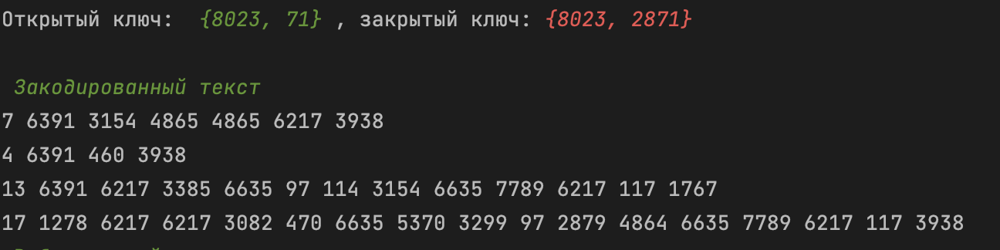 Открытый ключ: {8023, 71} , закрытый ключ: {8023, 2871}
Закодированный текст
7 6391 3154 4865 4865 6217 3938
4 6391 460 3938
13 6391 6217 3385 6635 97 114 3154 6635 7789 6217 117 1767
17 1278 6217 6217 3082 470 6635 5370 3299 97 2879 4864 6635 7789 6217 117 3938